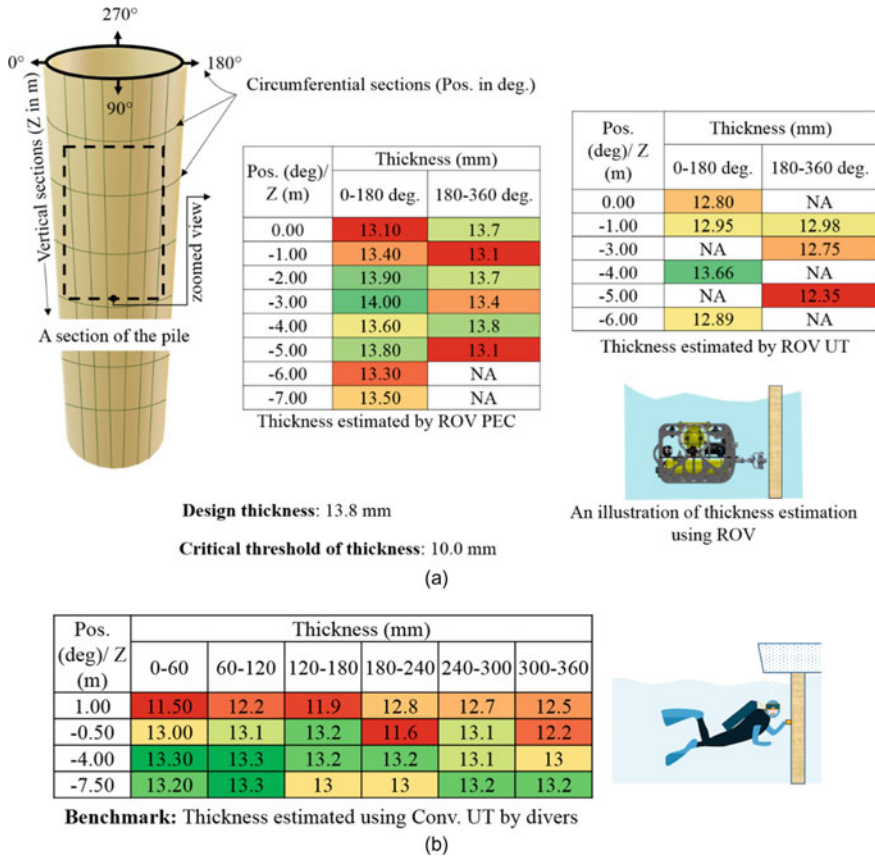 270°
0°
180°
90°
Circumferential sections (Pos. in deg.)
Vertical sections (Z in m)
zoomed view
A section of the pile
Pos. (deg)/ Z (m)
Thickness (mm)
0-180 deg. 180-360 deg.
0.00 13.10 13.7
-1.00 13.40 13.1
-2.00 13.90 13.7
-3.00 14.00 13.4
-4.00 13.60 13.8
-5.00 13.80 13.1
-6.00 13.30 NA
-7.00 13.50 NA
Thickness estimated by ROV PEC
Pos.
(deg)/ Z
(m)
Thickness (mm)
0-180 deg. 180-360 deg.
0.00 12.80 NA
-1.00 12.95 12.98
-3.00 NA 12.75
-4.00 13.66 NA
-5.00 NA 12.35
-6.00 12.89 NA
Thickness estimated by ROV UT
An illustration of thickness estimation
using ROV
Design thickness: 13.8 mm
Critical threshold of thickness: 10.0 mm
(a)
Pos.
(deg)/ Z
(m)
Thickness (mm)
0-60 60-120 120-180 180-240 240-300 300-360
1.00 11.50 12.2 11.9 12.8 12.7 12.5
-0.50 13.00 13.1 13.2 11.6 13.1 12.2
-4.00 13.30 13.3 13.2 13.2 13.1 13
-7.50 13.20 13.3 13 13 13.2 13.2
Benchmark: Thickness estimated using Conv. UT by divers
(b)